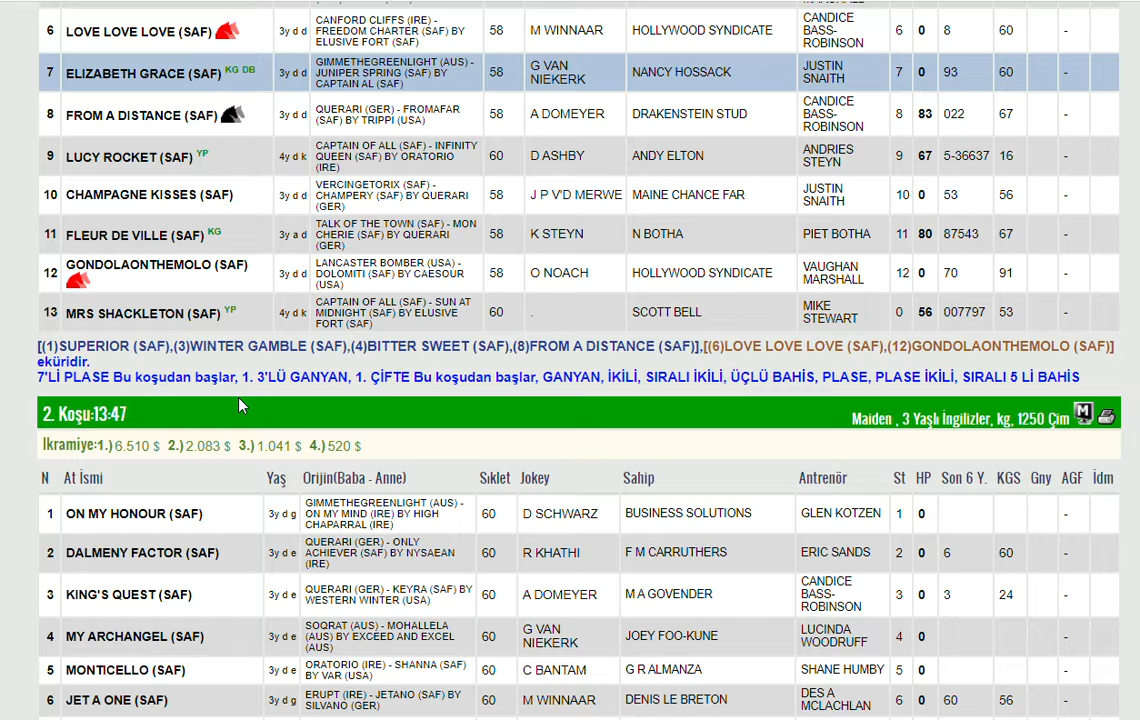 6 LOVE LOVE LOVE (SAF) 3y d d CANFORD CLIFFS (IRE) - FREEDOM CHARTER (SAF) BY ELUSIVE FORT (SAF) 58 M WINNAAR HOLLYWOOD SYNDICATE CANDICE BASS-ROBINSON 6 0 8 60 -
7 ELIZABETH GRACE (SAF) KG DB 3y d d GIMMETHEGREENLIGHT (AUS) - JUNIPER SPRING (SAF) BY CAPTAIN AL (SAF) 58 G VAN NIEKERK NANCY HOSSACK JUSTIN SNAITH 7 0 93 60 -
8 FROM A DISTANCE (SAF) 3y d d QUERARI (GER) - FROMAFAR (SAF) BY TRIPPI (USA) 58 A DOMEYER DRAKENSTEIN STUD CANDICE BASS-ROBINSON 8 83 022 67 -
9 LUCY ROCKET (SAF) YP 4y d k CAPTAIN OF ALL (SAF) - INFINITY QUEEN (SAF) BY ORATORIO (IRE) 60 D ASHBY ANDY ELTON ANDRIES STEYN 9 67 5-36637 16 -
10 CHAMPAGNE KISSES (SAF) 3y d d VERCINGETORIX (SAF) - CHAMPERY (SAF) BY QUERARI (GER) 58 J P V'D MERWE MAINE CHANCE FAR JUSTIN SNAITH 10 0 53 56 -
11 FLEUR DE VILLE (SAF) KG 3y a d TALK OF THE TOWN (SAF) - MON CHERIE (SAF) BY QUERARI (GER) 58 K STEYN N BOTHA PIET BOTHA 11 80 87543 67 -
12 GONDOLAONTHEMOLO (SAF) 3y d d LANCASTER BOMBER (USA) - DOLOMITI (SAF) BY CAESOUR (USA) 58 O NOACH HOLLYWOOD SYNDICATE VAUGHAN MARSHALL 12 0 70 91 -
13 MRS SHACKLETON (SAF) YP 4y d k CAPTAIN OF ALL (SAF) - SUN AT MIDNIGHT (SAF) BY ELUSIVE FORT (SAF) 60 . SCOTT BELL MIKE STEWART 0 56 007797 53 -
[(1)SUPERIOR (SAF),(3)WINTER GAMBLE (SAF),(4)BITTER SWEET (SAF),(8)FROM A DISTANCE (SAF)],[(6)LOVE LOVE LOVE (SAF),(12)GONDOLAONTHEMOLO (SAF)]
eküridir.
7'Lİ PLASE Bu koşudan başlar, 1. 3'LÜ GANYAN, 1. ÇİFTE Bu koşudan başlar, GANYAN, İKİLİ, SIRALI İKİLİ, ÜÇLÜ BAHİS, PLASE, PLASE İKİLİ, SIRALI 5 Lİ BAHİS
2. Koşu:13:47 Maiden , 3 Yaşlı İngilizler, kg, 1250 Çim M
İkramiye:1.) 6.510 $ 2.) 2.083 $ 3.) 1.041 $ 4.) 520 $
N At İsmi Yaş Orijin(Baba - Anne) Sıklet Jokey Sahip Antrenör St HP Son 6 Y. KGS Gny AGF İdm
1 ON MY HONOUR (SAF) 3y d g GIMMETHEGREENLIGHT (AUS) - ON MY MIND (IRE) BY HIGH CHAPARRAL (IRE) 60 D SCHWARZ BUSINESS SOLUTIONS GLEN KOTZEN 1 0 -
2 DALMENY FACTOR (SAF) 3y d e QUERARI (GER) - ONLY ACHIEVER (SAF) BY NYSAEAN (IRE) 60 R KHATHI F M CARRUTHERS ERIC SANDS 2 0 6 60 -
3 KING'S QUEST (SAF) 3y d e QUERARI (GER) - KEYRA (SAF) BY WESTERN WINTER (USA) 60 A DOMEYER M A GOVENDER CANDICE BASS-ROBINSON 3 0 3 24 -
4 MY ARCHANGEL (SAF) 3y d e SOQRAT (AUS) - MOHALLELA (AUS) BY EXCEED AND EXCEL (AUS) 60 G VAN NIEKERK JOEY FOO-KUNE LUCINDA WOODRUFF 4 0 -
5 MONTICELLO (SAF) 3y d e ORATORIO (IRE) - SHANNA (SAF) BY VAR (USA) 60 C BANTAM G R ALMANZA SHANE HUMBY 5 0 -
6 JET A ONE (SAF) 3y d g ERUPT (IRE) - JETANO (SAF) BY SILVANO (GER) 60 M WINNAAR DENIS LE BRETON DES A MCLACHLAN 6 0 60 56 -